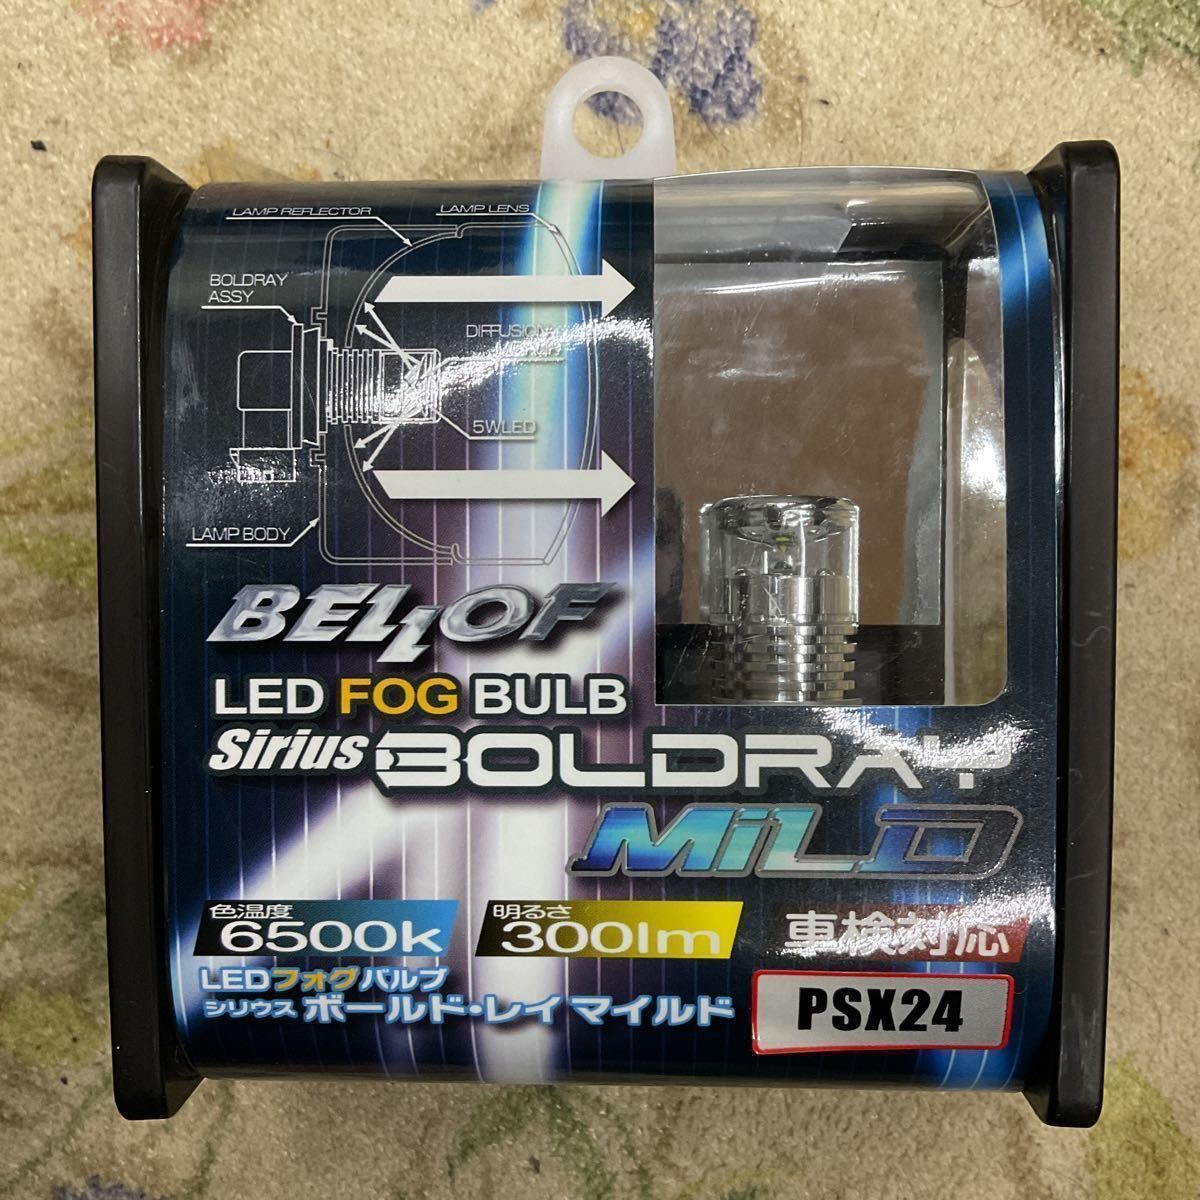 LAMP REFLECTOR
LAMP LENS
BOLDRAY
ASSY
DIFFUSION
5WLED
LAMP BODY
BELLOF
LED FOG BULB
Sirius BOLDRAY
MiLD
色温度
6500k
明るさ
300lm
車検対応
LEDフォグバルブ
シリウス ボールド・レイ マイルド
PSX24